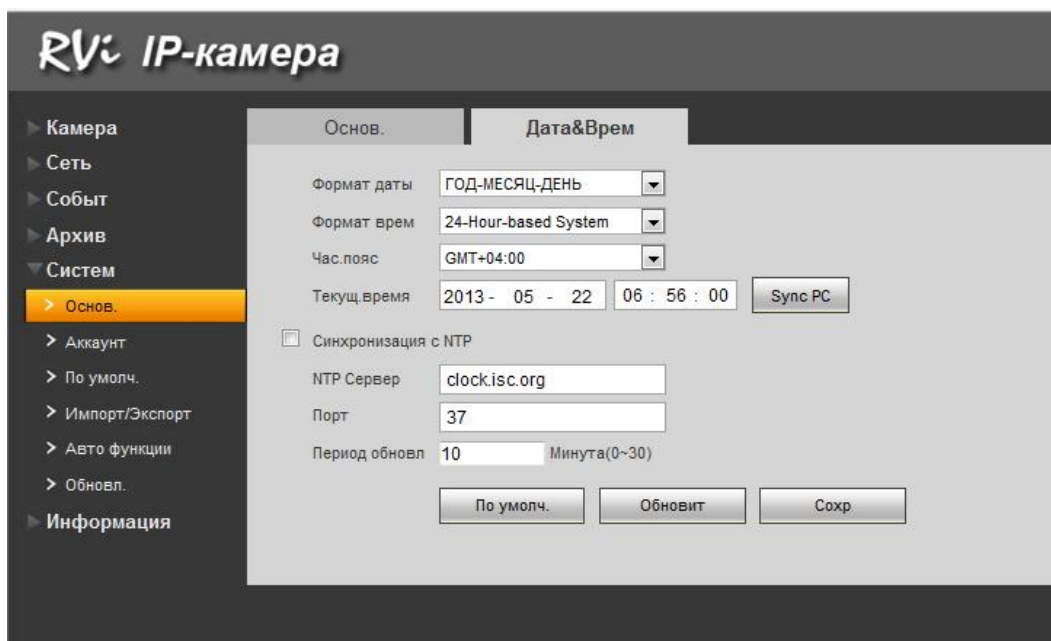 RVi IP-камера
Камера
Сеть
Событ
Архив
Систем
Основ.
Аккаунт
По умолч.
Импорт/Экспорт
Авто функции
Обновл.
Информация
Основ.
Дата&Врем
Формат даты ГОД-МЕСЯЦ-ДЕНЬ
Формат врем 24-Hour-based System
Час.пояс GMT+04:00
Текущ.время 2013 - 05 - 22 06 : 56 : 00 Sync PC
Синхронизация с NTP
NTP Сервер clock.isc.org
Порт 37
Период обновл 10 Минута(0~30)
По умолч. Обновит Сохр